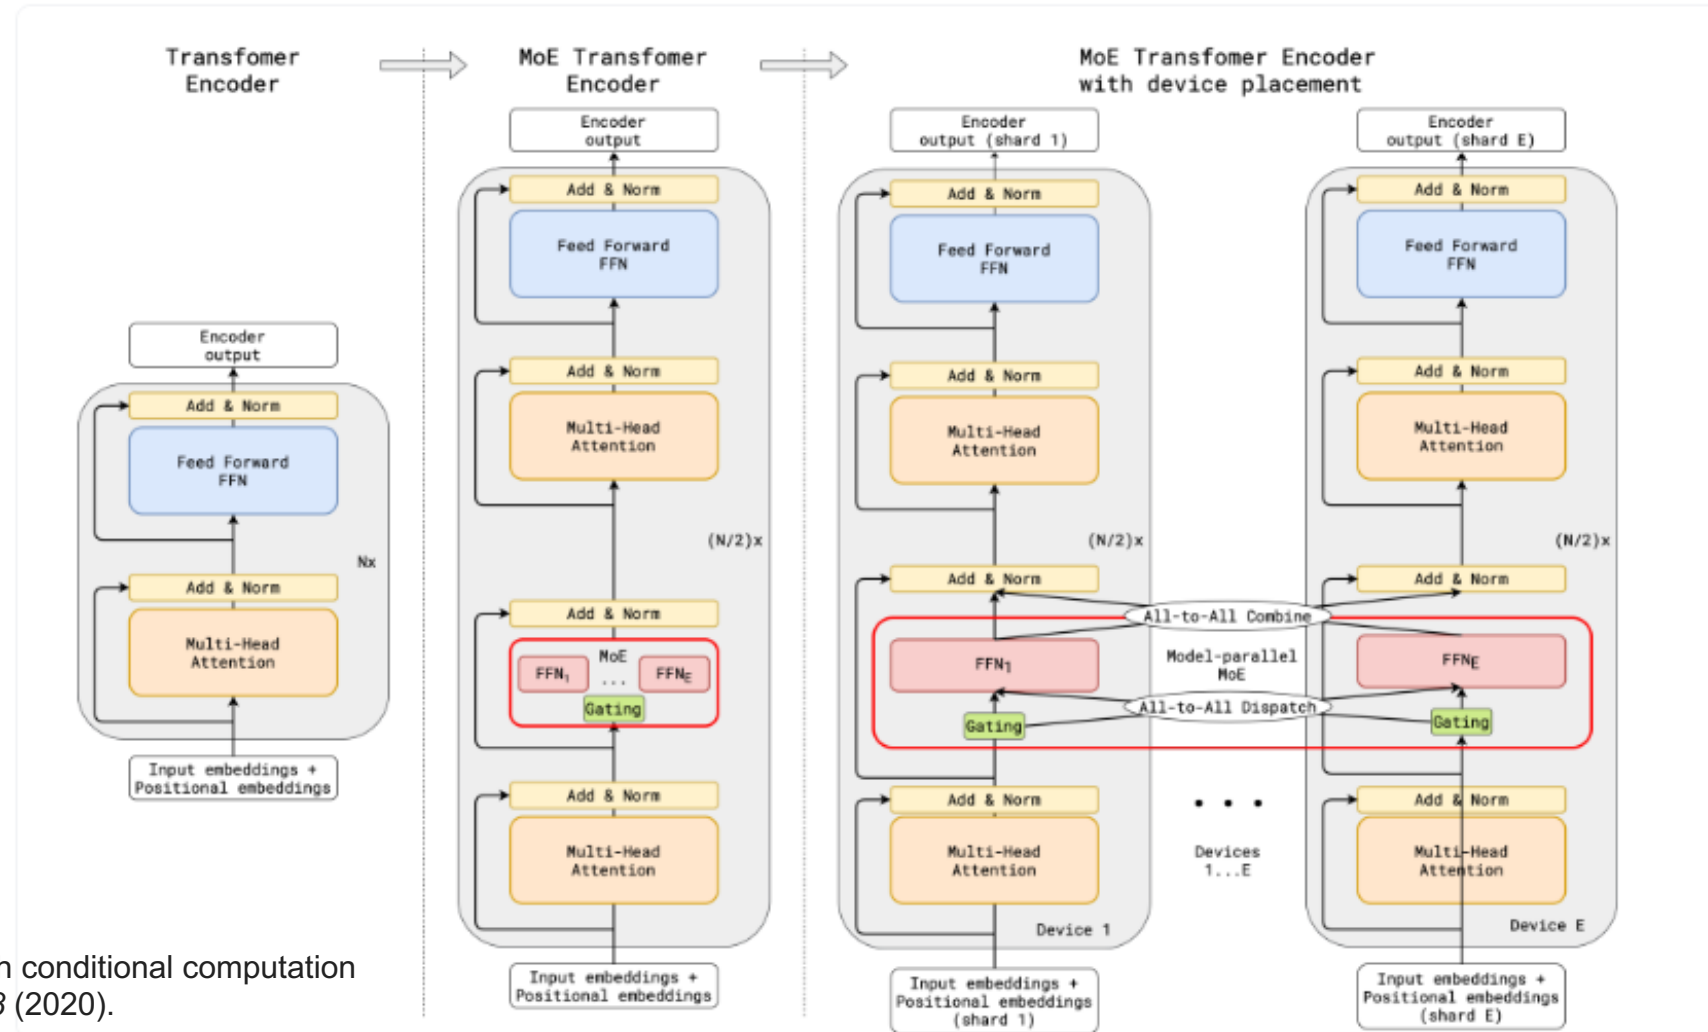 Transfomer
Encoder
MoE Transfomer
Encoder
MoE Transfomer Encoder
with device placement
Encoder
output
Add & Norm
Feed Forward
FFN
Nx
Add & Norm
Multi-Head
Attention
Input embeddings +
Positional embeddings
Encoder
output
Add & Norm
Feed Forward
FFN
Add & Norm
Multi-Head
Attention
(N/2)x
Add & Norm
MoE
FFN₁ ... FFNE
Gating
Add & Norm
Multi-Head
Attention
Input embeddings +
Positional embeddings
Encoder
output (shard 1)
Add & Norm
Feed Forward
FFN
Add & Norm
Multi-Head
Attention
(N/2)x
Add & Norm
FFN₁
Gating
Add & Norm
Multi-Head
Attention
Device 1
Input embeddings +
Positional embeddings
(shard 1)
All-to-All Combine
Model-parallel
MoE
All-to-All Dispatch
• • •
Devices
1...E
Encoder
output (shard E)
Add & Norm
Feed Forward
FFN
Add & Norm
Multi-Head
Attention
(N/2)x
Add & Norm
FFNE
Gating
Add & Norm
Multi-Head
Attention
Device E
Input embeddings +
Positional embeddings
(shard E)
conditional computation
(2020).